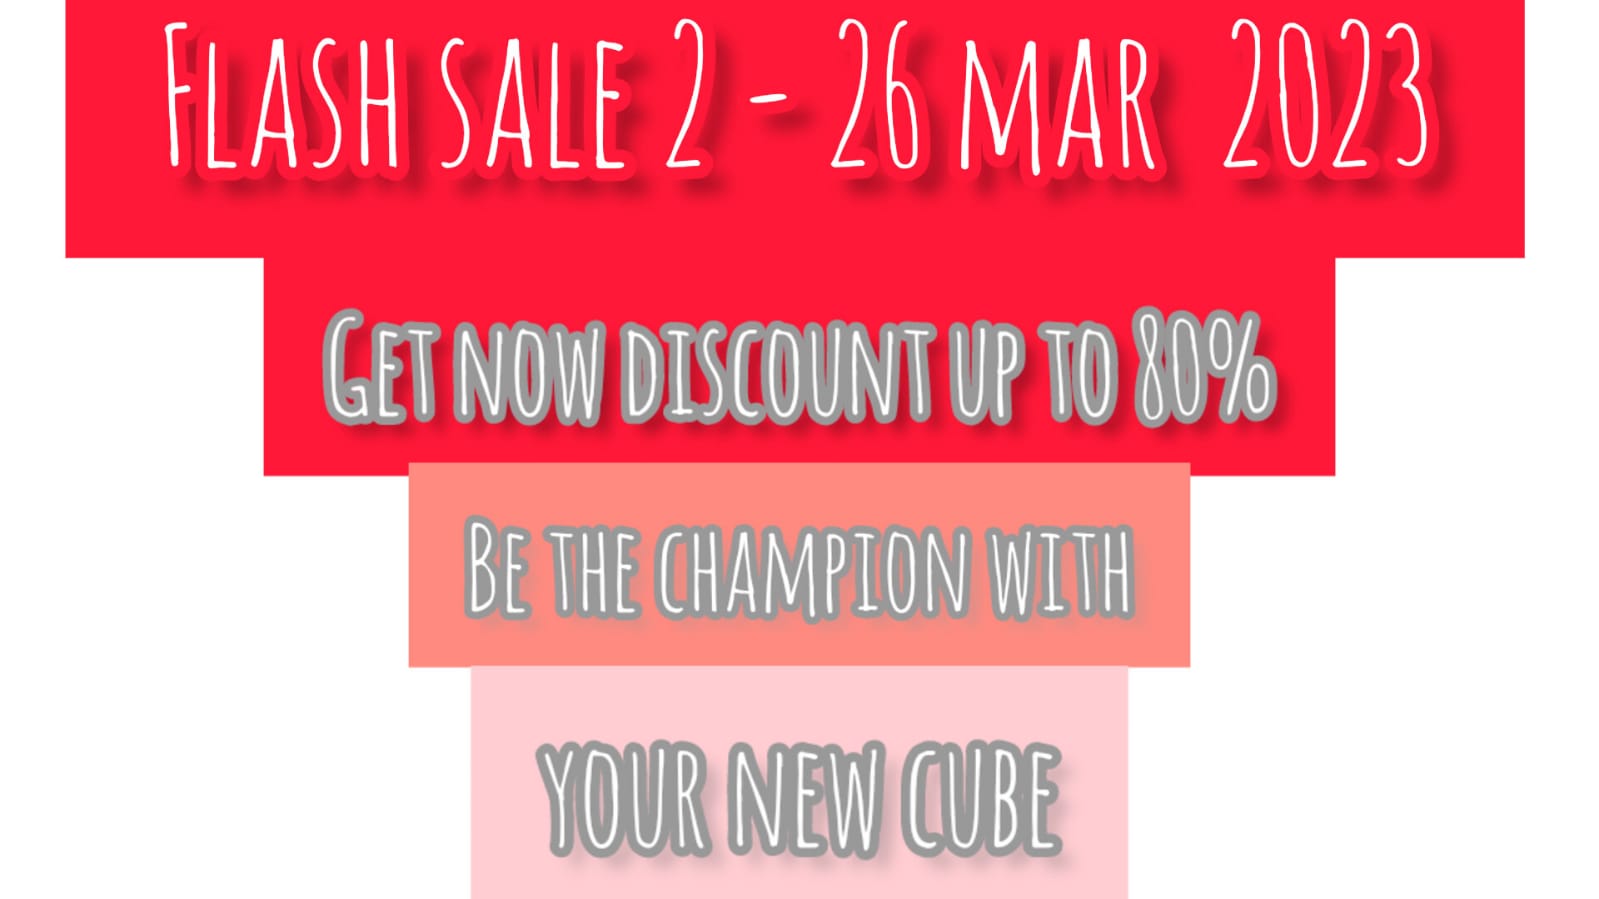 Flash sale 2 - 26 mar 2023
Get now discount up to 80%
Be the champion with
your new cube